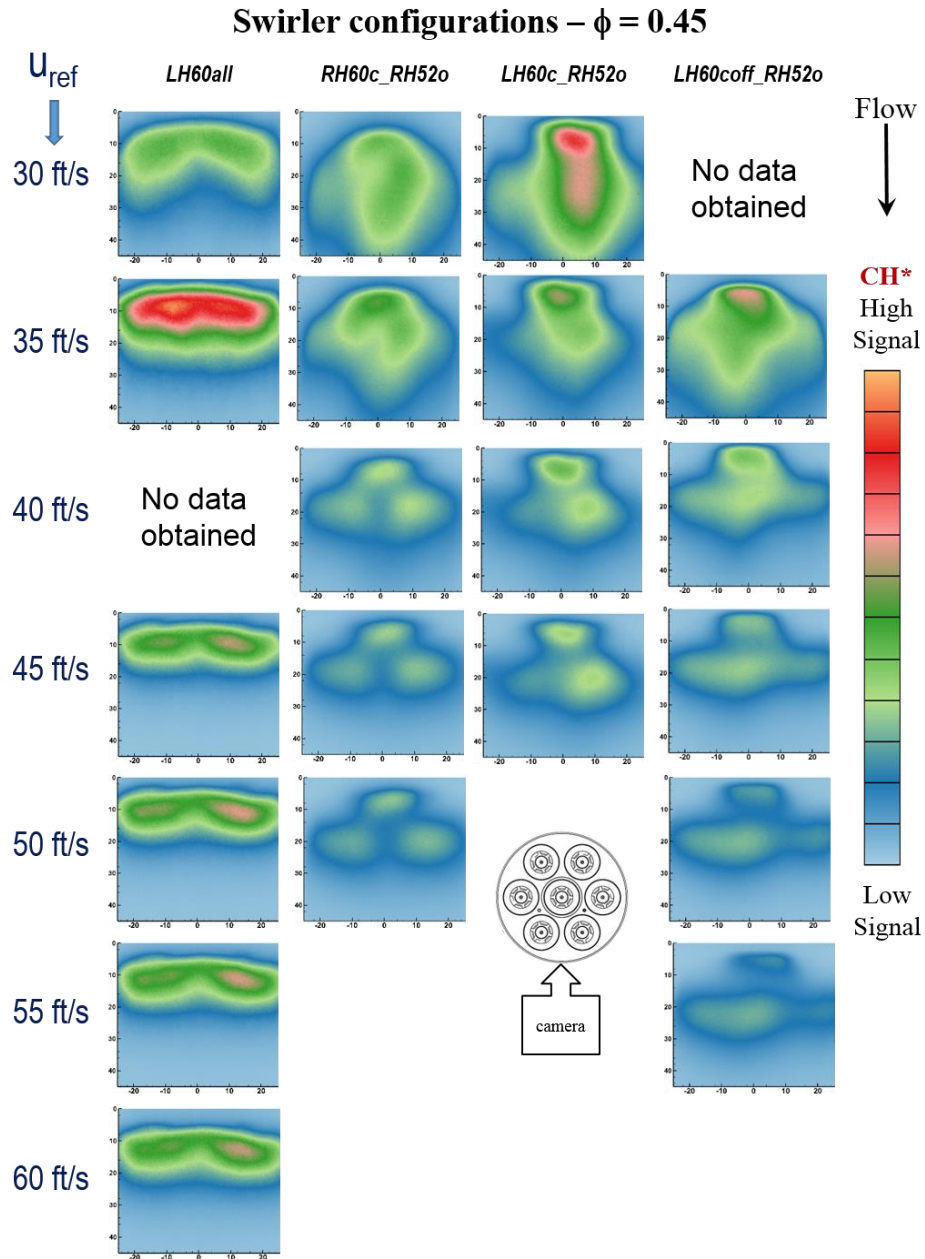 Swirler configurations – ϕ = 0.45
u_ref
LH60all
RH60c_RH52o
LH60c_RH52o
LH60coff_RH52o
Flow
30 ft/s
No data
obtained
35 ft/s
CH*
High
Signal
40 ft/s
No data
obtained
45 ft/s
50 ft/s
Low
Signal
camera
55 ft/s
60 ft/s